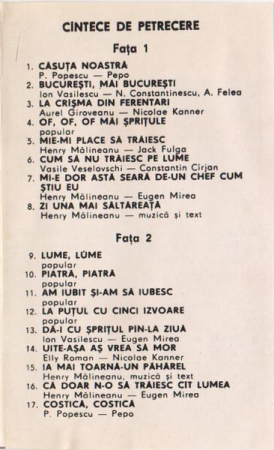 CÎNTECE DE PETRECERE
Fața 1
1. CĂSUȚA NOASTRĂ
P. Popescu — Pepo
2. BUCUREȘTI, MĂI BUCUREȘTI
Ion Vasilescu — N. Constantinescu, A. Felea
3. LA CRÎȘMA DIN FERENTARI
Aurel Giroveanu — Nicolae Kanner
4. OF, OF, OF MĂI ȘPRIȚULE
popular
5. MIE-MI PLACE SĂ TRĂIESC
Henry Mălineanu — Jack Fulga
6. CUM SĂ NU TRĂIESC PE LUME
Vasile Veselovschi — Constantin Cîrjan
7. MI-E DOR ASTĂ SEARĂ DE-UN CHEF CUM
ȘTIU EU
Henry Mălineanu — Eugen Mirea
8. ZI UNA MAI SĂLTĂREAȚĂ
Henry Mălineanu — muzică și text
Fața 2
9. LUME, LUME
popular
10. PIATRĂ, PIATRĂ
popular
11. AM IUBIT ȘI-AM SĂ IUBESC
popular
12. LA PUȚUL CU CINCI IZVOARE
popular
13. DĂ-I CU ȘPRIȚUL PÎN-LA ZIUĂ
Ion Vasilescu — Eugen Mirea
14. UITE-AȘA AȘ VREA SĂ MOR
Elly Roman — Nicolae Kanner
15. IA MAI TOARNĂ-UN PĂHĂREL
Henry Mălineanu, muzică și text
16. CĂ DOAR N-O SĂ TRĂIESC CÎT LUMEA
Henry Mălineanu — Eugen Mirea
17. COSTICĂ, COSTICĂ
P. Popescu — Pepo